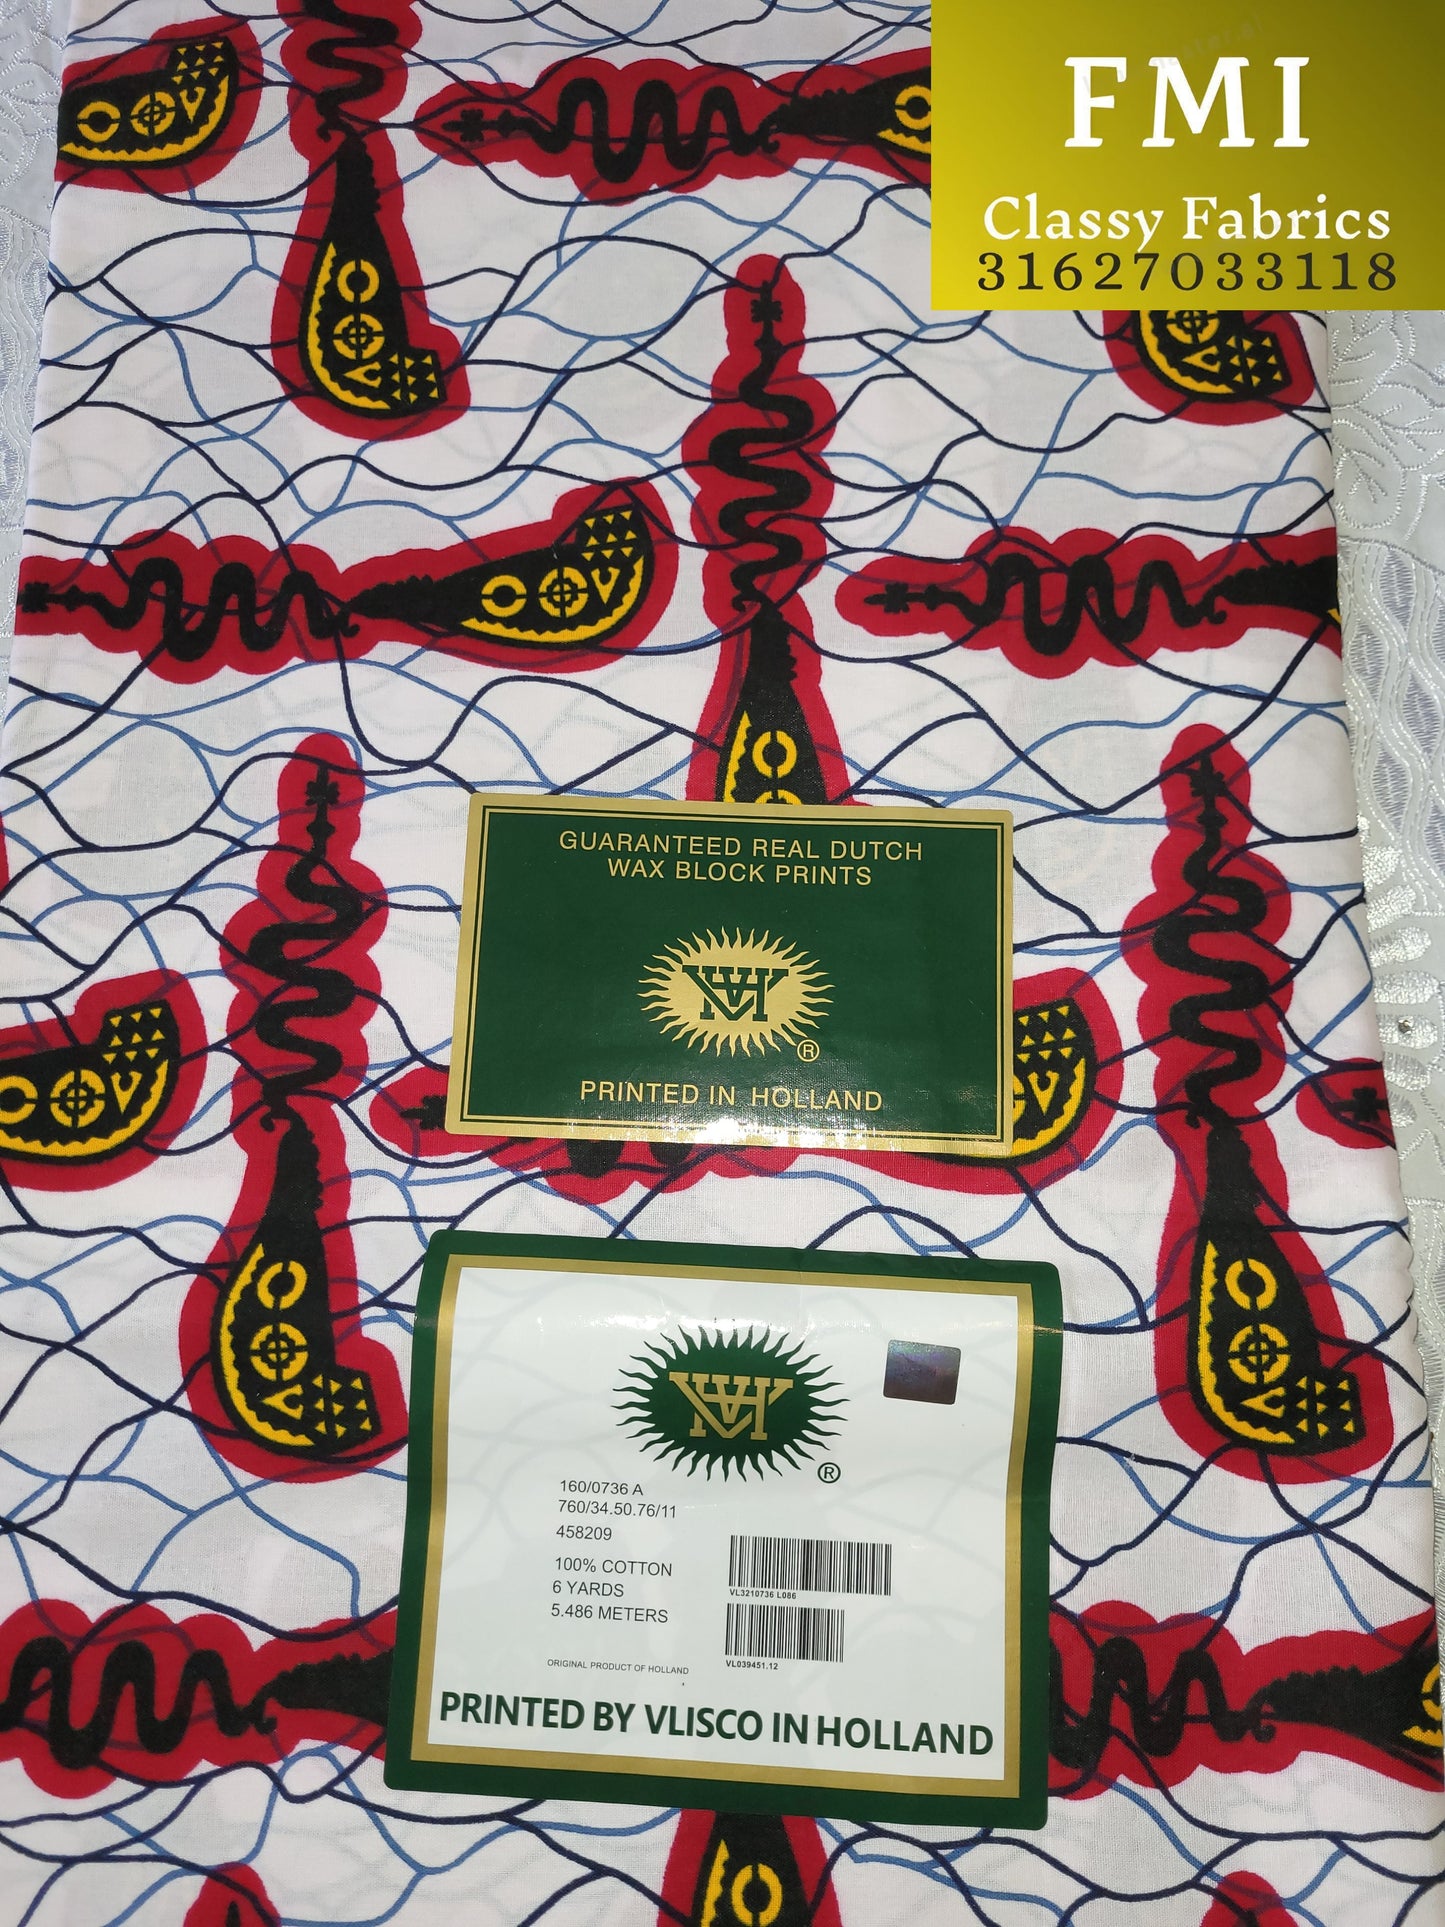 FMI
Classy Fabrics
31627033118
GUARANTEED REAL DUTCH
WAX BLOCK PRINTS
VH
®
PRINTED IN HOLLAND
VH
®
160/0736 A
760/34.50.76/11
458209
100% COTTON
6 YARDS
5.486 METERS
VL3210736 L086
VL039451.12
ORIGINAL PRODUCT OF HOLLAND
PRINTED BY VLISCO IN HOLLAND